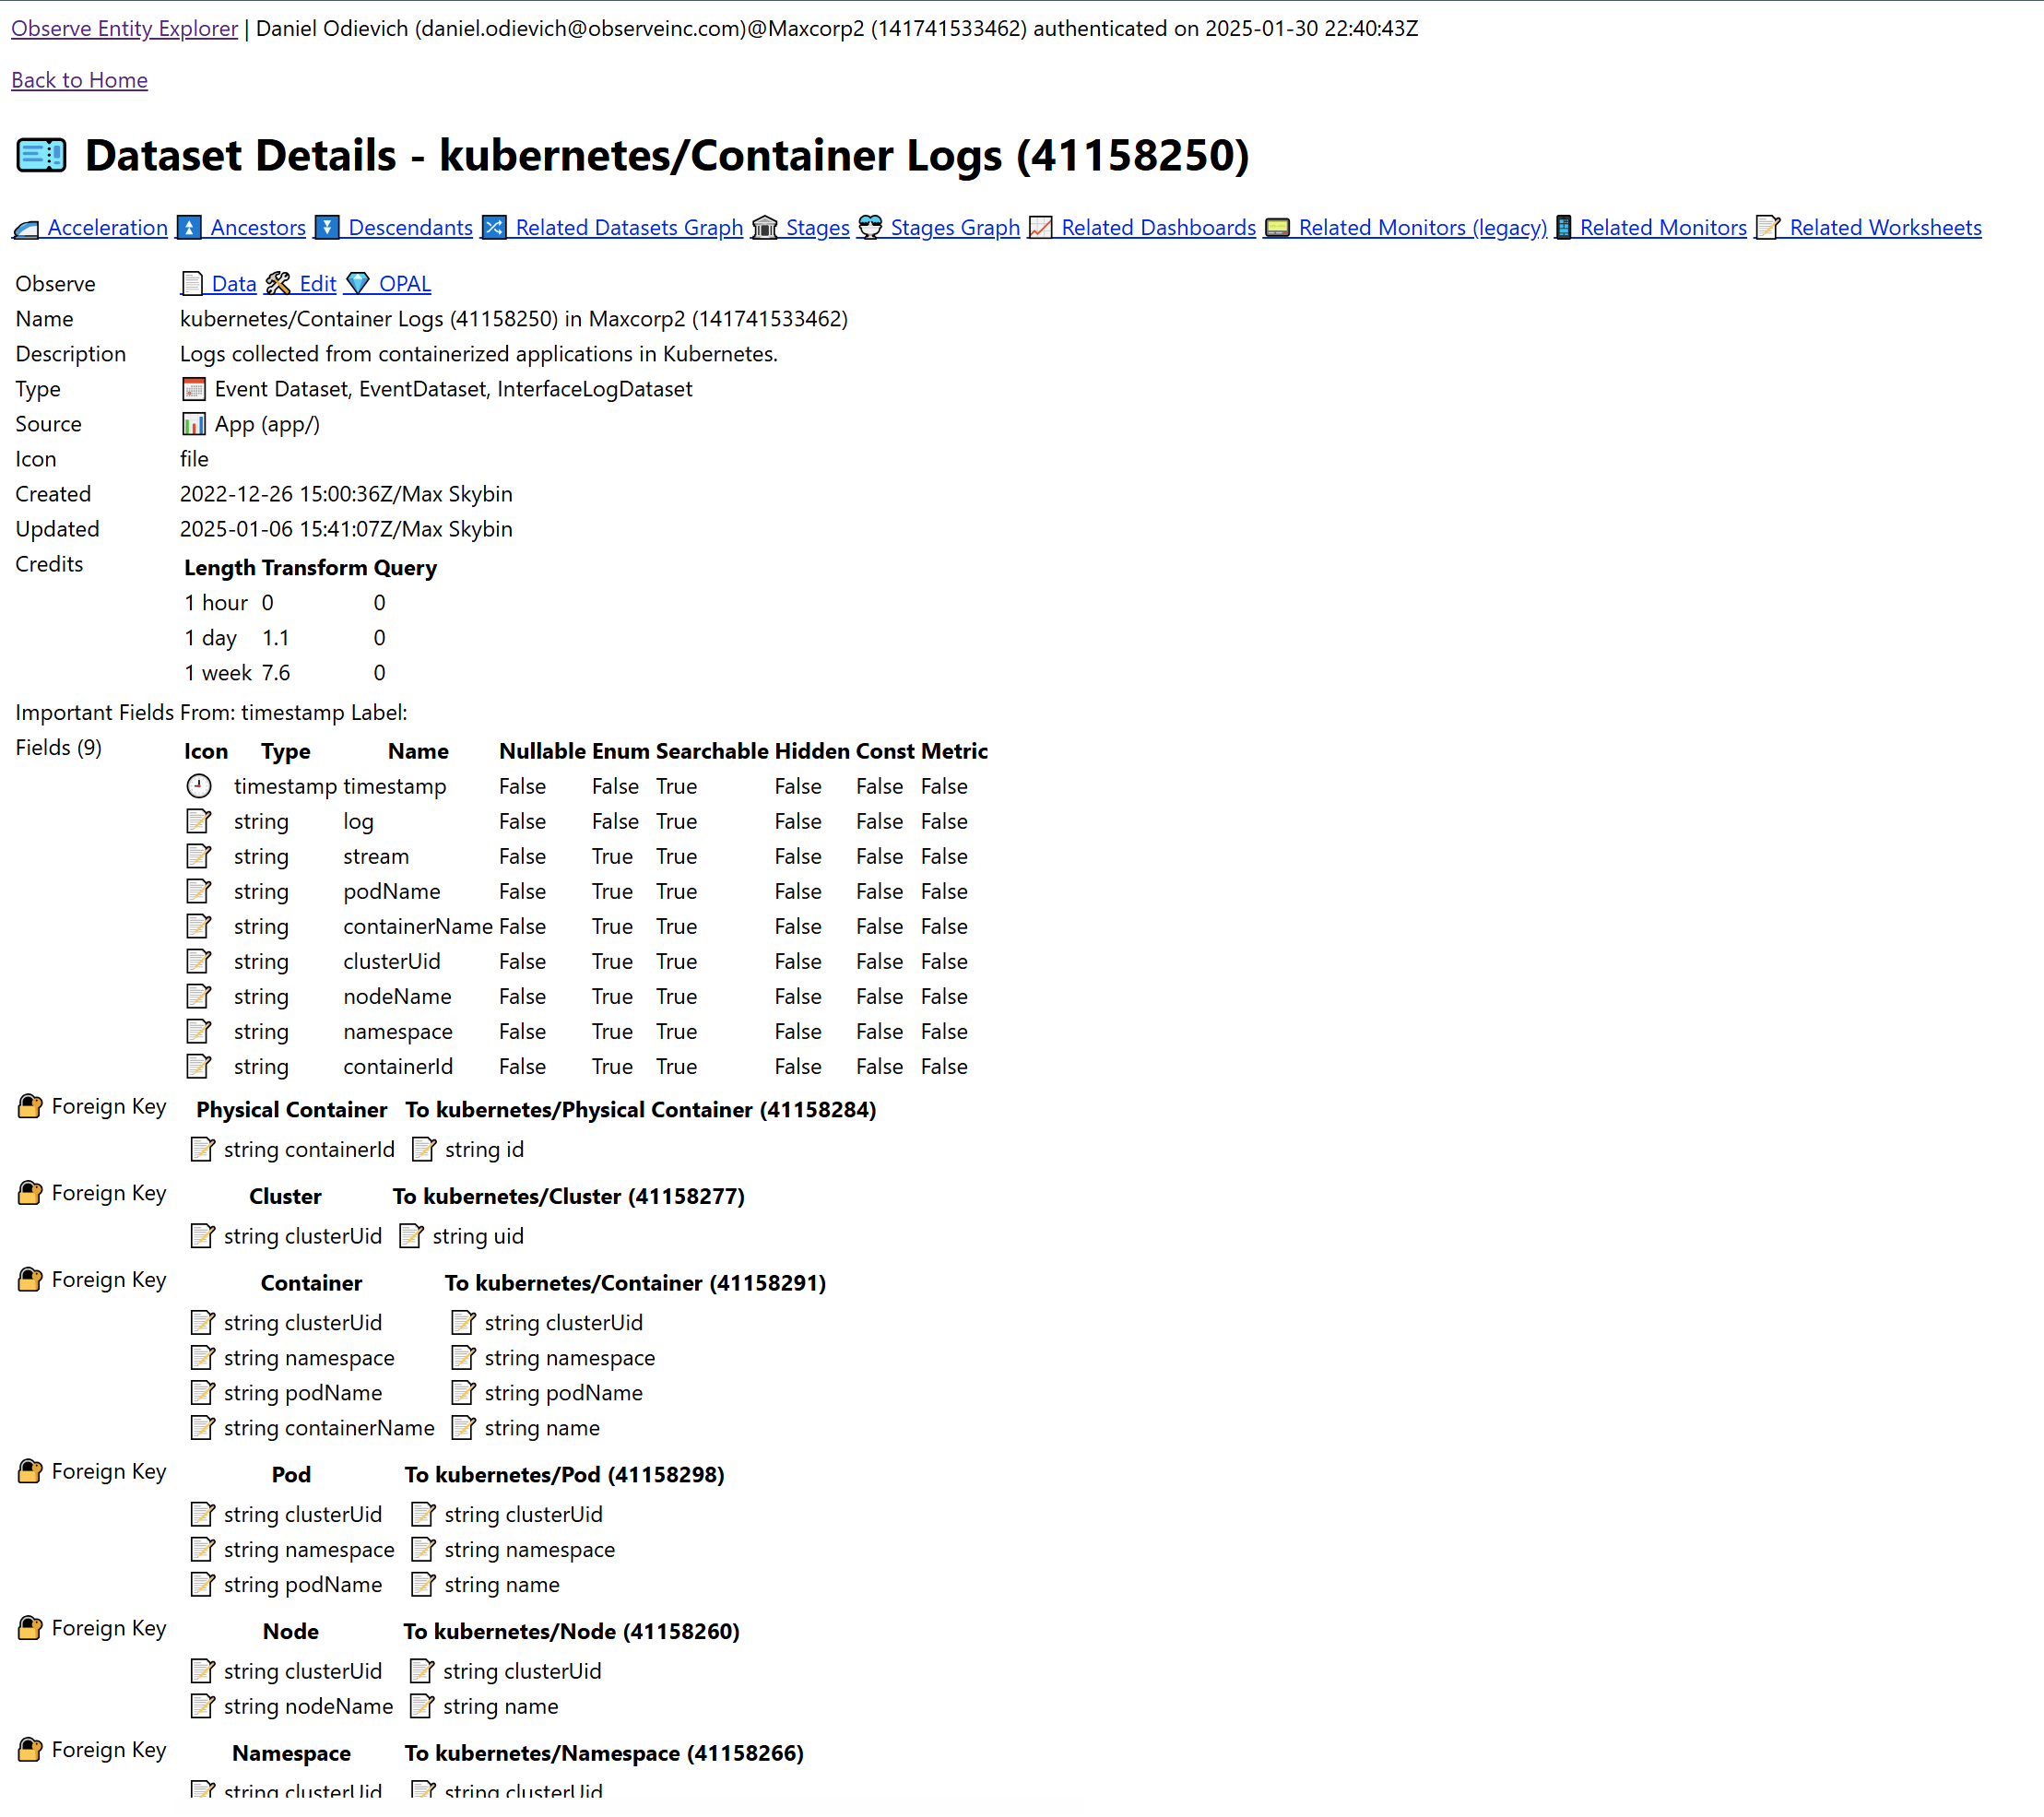 Observe Entity Explorer | Daniel Odievich (daniel.odievich@observeinc.com)@Maxcorp2 (141741533462) authenticated on 2025-01-30 22:40:43Z
Back to Home
Dataset Details - kubernetes/Container Logs (41158250)
Acceleration Ancestors Descendants Related Datasets Graph Stages Stages Graph Related Dashboards Related Monitors (legacy) Related Monitors Related Worksheets
Observe Data Edit OPAL
Name kubernetes/Container Logs (41158250) in Maxcorp2 (141741533462)
Description Logs collected from containerized applications in Kubernetes.
Type Event Dataset, EventDataset, InterfaceLogDataset
Source App (app/)
Icon file
Created 2022-12-26 15:00:36Z/Max Skybin
Updated 2025-01-06 15:41:07Z/Max Skybin
Credits Length Transform Query
1 hour 0 0
1 day 1.1 0
1 week 7.6 0
Important Fields From: timestamp Label:
Fields (9) Icon Type Name Nullable Enum Searchable Hidden Const Metric
timestamp timestamp False False True False False False
string log False False True False False False
string stream False True True False False False
string podName False True True False False False
string containerName False True True False False False
string clusterUid False True True False False False
string nodeName False True True False False False
string namespace False True True False False False
string containerId False True True False False False
Foreign Key Physical Container To kubernetes/Physical Container (41158284)
string containerId string id
Foreign Key Cluster To kubernetes/Cluster (41158277)
string clusterUid string uid
Foreign Key Container To kubernetes/Container (41158291)
string clusterUid string clusterUid
string namespace string namespace
string podName string podName
string containerName string name
Foreign Key Pod To kubernetes/Pod (41158298)
string clusterUid string clusterUid
string namespace string namespace
string podName string name
Foreign Key Node To kubernetes/Node (41158260)
string clusterUid string clusterUid
string nodeName string name
Foreign Key Namespace To kubernetes/Namespace (41158266)
string clusterUid string clusterUid